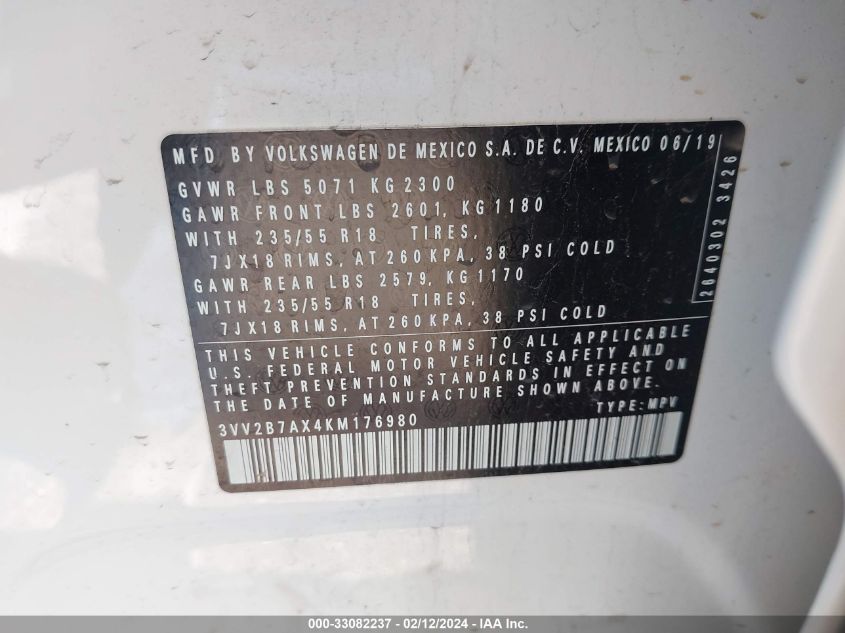 MFD. BY VOLKSWAGEN DE MEXICO S.A. DE C.V. MEXICO 06/19
GVWR LBS 5071 KG 2300
GAWR FRONT LBS 2601, KG 1180
WITH 235/55 R18 TIRES,
7JX18 RIMS, AT 260 KPA, 38 PSI COLD
GAWR REAR LBS 2579, KG 1170
WITH 235/55 R18 TIRES,
7JX18 RIMS, AT 260 KPA, 38 PSI COLD
THIS VEHICLE CONFORMS TO ALL APPLICABLE
U.S. FEDERAL MOTOR VEHICLE SAFETY AND
THEFT PREVENTION STANDARDS IN EFFECT ON
THE DATE OF MANUFACTURE SHOWN ABOVE.
3VV2B7AX4KM176980 TYPE:MPV
2640302 3426
000-33082237 - 02/12/2024 - IAA Inc.